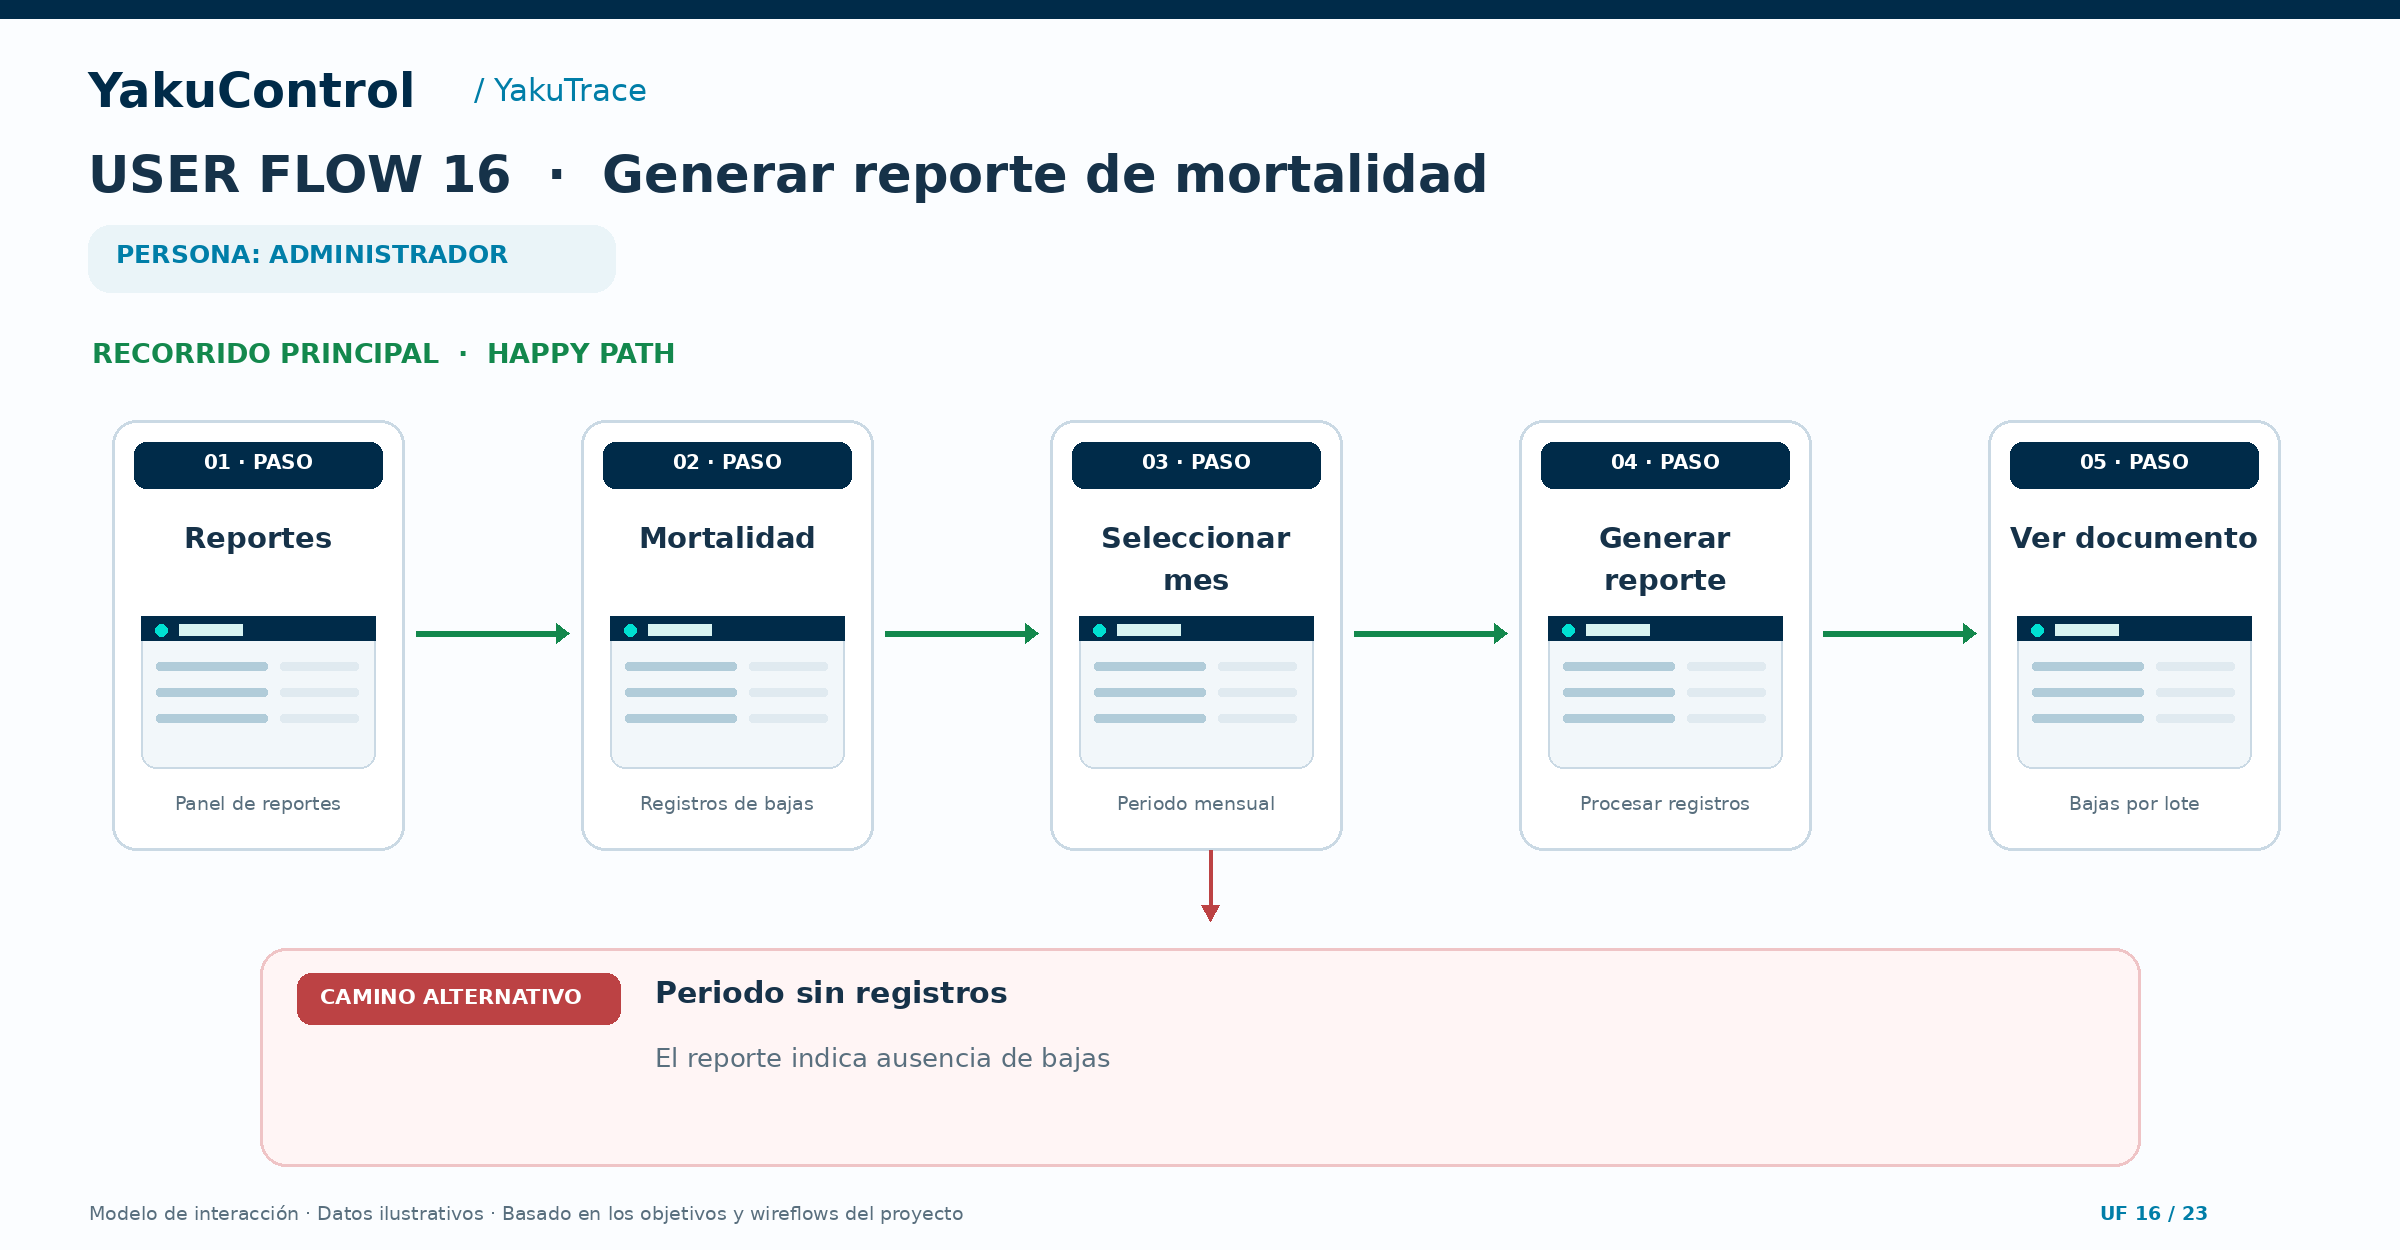 YakuControl / YakuTrace
USER FLOW 16 · Generar reporte de mortalidad
PERSONA: ADMINISTRADOR
RECORRIDO PRINCIPAL · HAPPY PATH
01 · PASO
Reportes
Panel de reportes
02 · PASO
Mortalidad
Registros de bajas
03 · PASO
Seleccionar
mes
Periodo mensual
04 · PASO
Generar
reporte
Procesar registros
05 · PASO
Ver documento
Bajas por lote
CAMINO ALTERNATIVO
Periodo sin registros
El reporte indica ausencia de bajas
Modelo de interacción · Datos ilustrativos · Basado en los objetivos y wireflows del proyecto
UF 16 / 23